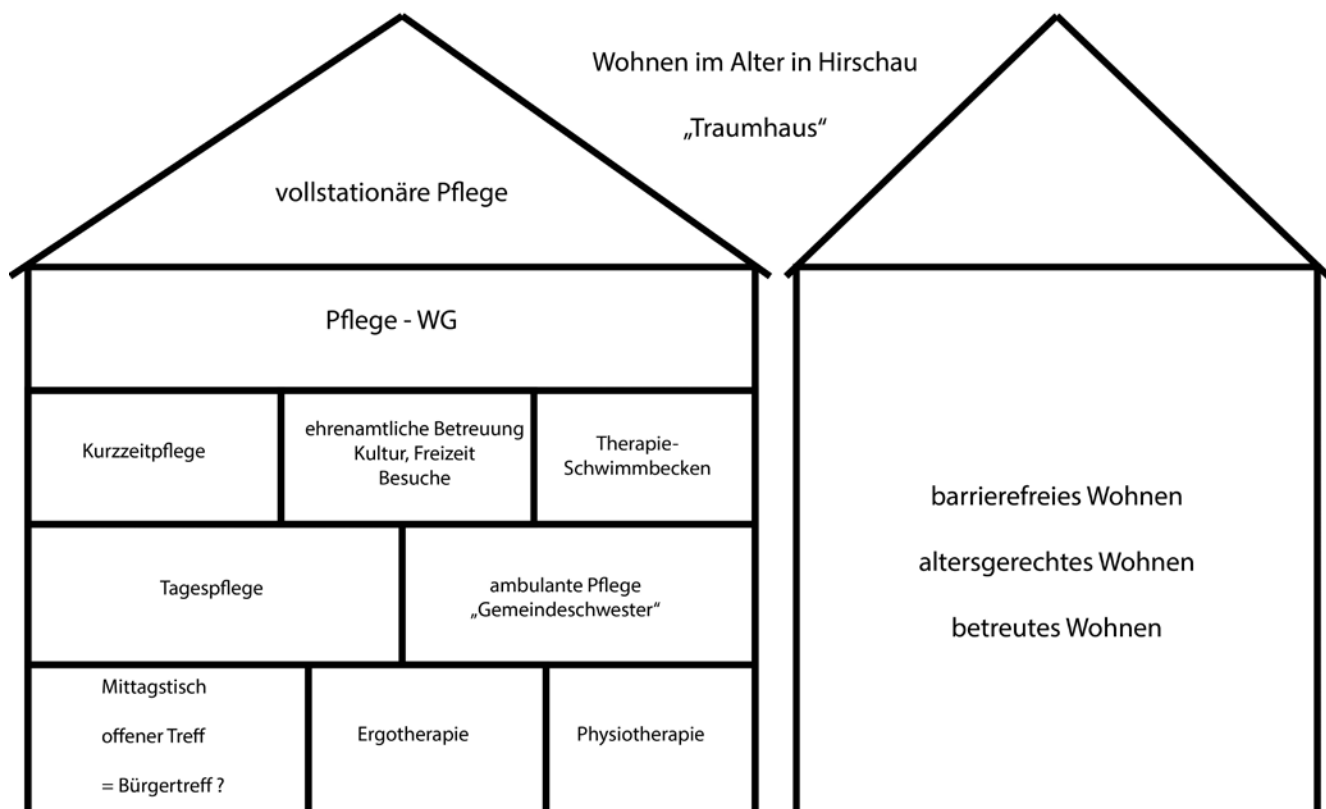 Wohnen im Alter in Hirschau
„Traumhaus“
vollstationäre Pflege
Pflege - WG
Kurzzeitpflege
ehrenamtliche Betreuung
Kultur, Freizeit
Besuche
Therapie-
Schwimmbecken
Tagespflege
ambulante Pflege
„Gemeindeschwester“
Mittagstisch
offener Treff
= Bürgertreff ?
Ergotherapie
Physiotherapie
barrierefreies Wohnen
altersgerechtes Wohnen
betreutes Wohnen